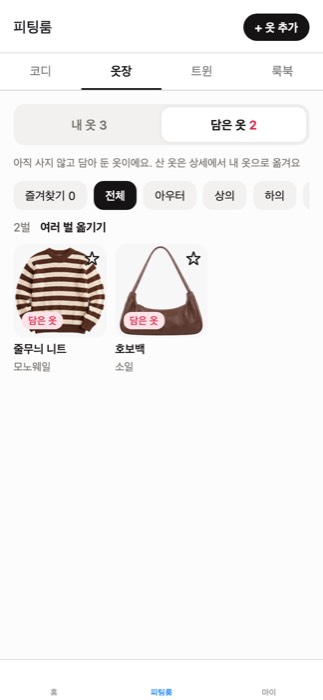 피팅룸
+ 옷 추가
코디 옷장 트윈 룩북
내 옷 3 담은 옷 2
아직 사지 않고 담아 둔 옷이에요. 산 옷은 상세에서 내 옷으로 옮겨요
즐겨찾기 0 전체 아우터 상의 하의
2벌 여러 벌 옮기기
담은 옷 담은 옷
줄무늬 니트 호보백
모노웨일 소일
홈 피팅룸 마이